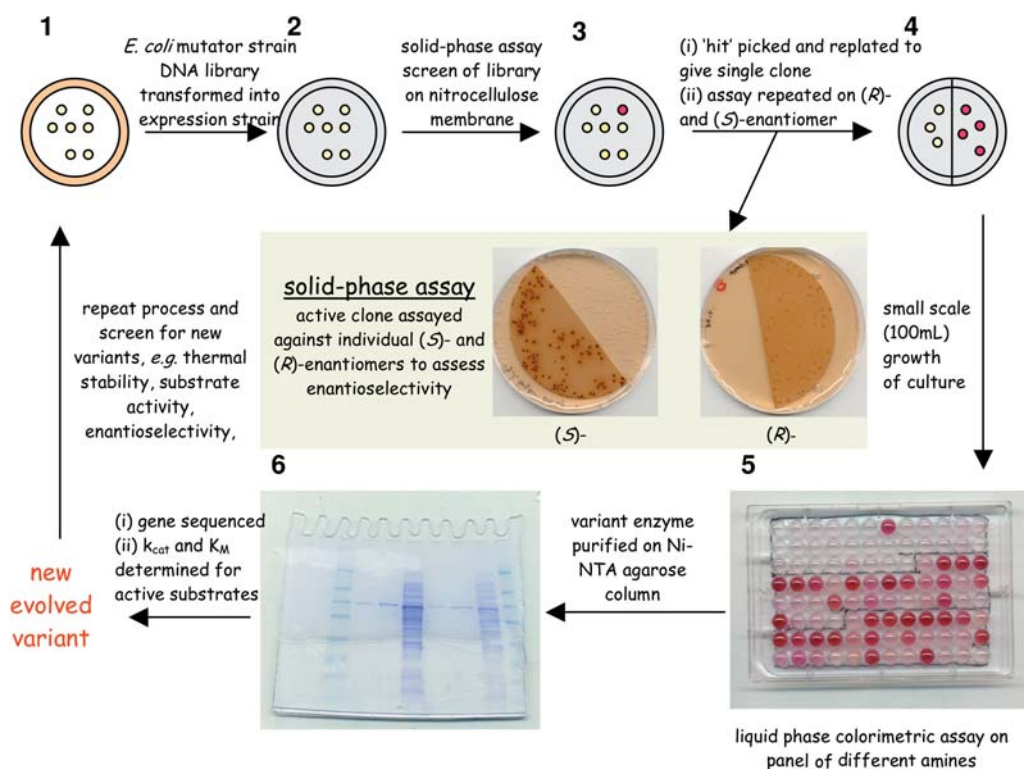 1
E. coli mutator strain
DNA library
transformed into
expression strain
2
solid-phase assay
screen of library
on nitrocellulose
membrane
3
(i) 'hit' picked and replated to
give single clone
(ii) assay repeated on (R)-
and (S)-enantiomer
4
solid-phase assay
active clone assayed
against individual (S)- and
(R)-enantiomers to assess
enantioselectivity
(S)-
(R)-
small scale
(100mL)
growth
of culture
5
liquid phase colorimetric assay on
panel of different amines
variant enzyme
purified on Ni-
NTA agarose
column
6
(i) gene sequenced
(ii) kcat and KM
determined for
active substrates
new
evolved
variant
repeat process and
screen for new
variants, e.g. thermal
stability, substrate
activity,
enantioselectivity,